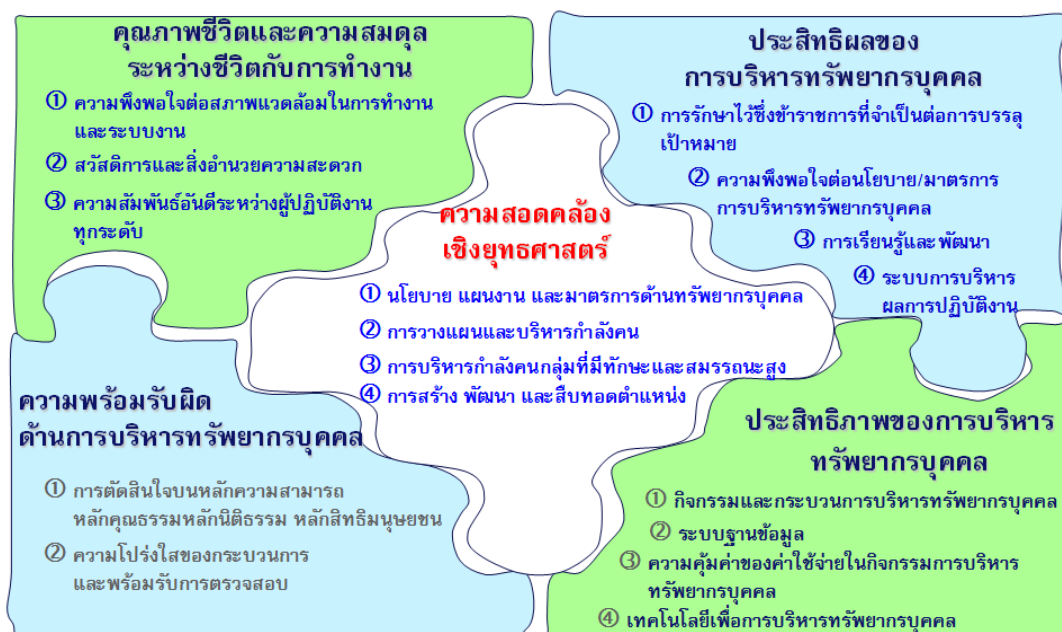 คุณภาพชีวิตและความสมดุล
ระหว่างชีวิตกับการทำงาน
① ความพึงพอใจต่อสภาพแวดล้อมในการทำงาน
และระบบงาน
② สวัสดิการและสิ่งอำนวยความสะดวก
③ ความสัมพันธ์อันดีระหว่างผู้ปฏิบัติงาน
ทุกระดับ
ประสิทธิผลของ
การบริหารทรัพยากรบุคคล
① การรักษาไว้ซึ่งข้าราชการที่จำเป็นต่อการบรรลุ
เป้าหมาย
② ความพึงพอใจต่อนโยบาย/มาตรการ
การบริหารทรัพยากรบุคคล
③ การเรียนรู้และพัฒนา
④ ระบบการบริหาร
ผลการปฏิบัติงาน
ความสอดคล้อง
เชิงยุทธศาสตร์
① นโยบาย แผนงาน และมาตรการด้านทรัพยากรบุคคล
② การวางแผนและบริหารกำลังคน
③ การบริหารกำลังคนกลุ่มที่มีทักษะและสมรรถนะสูง
④ การสร้าง พัฒนา และสืบทอดตำแหน่ง
ความพร้อมรับผิด
ด้านการบริหารทรัพยากรบุคคล
① การตัดสินใจบนหลักความสามารถ
หลักคุณธรรมหลักนิติธรรม หลักสิทธิมนุษยชน
② ความโปร่งใสของกระบวนการ
และพร้อมรับการตรวจสอบ
ประสิทธิภาพของการบริหาร
ทรัพยากรบุคคล
① กิจกรรมและกระบวนการบริหารทรัพยากรบุคคล
② ระบบฐานข้อมูล
③ ความคุ้มค่าของค่าใช้จ่ายในกิจกรรมการบริหาร
ทรัพยากรบุคคล
④ เทคโนโลยีเพื่อการบริหารทรัพยากรบุคคล